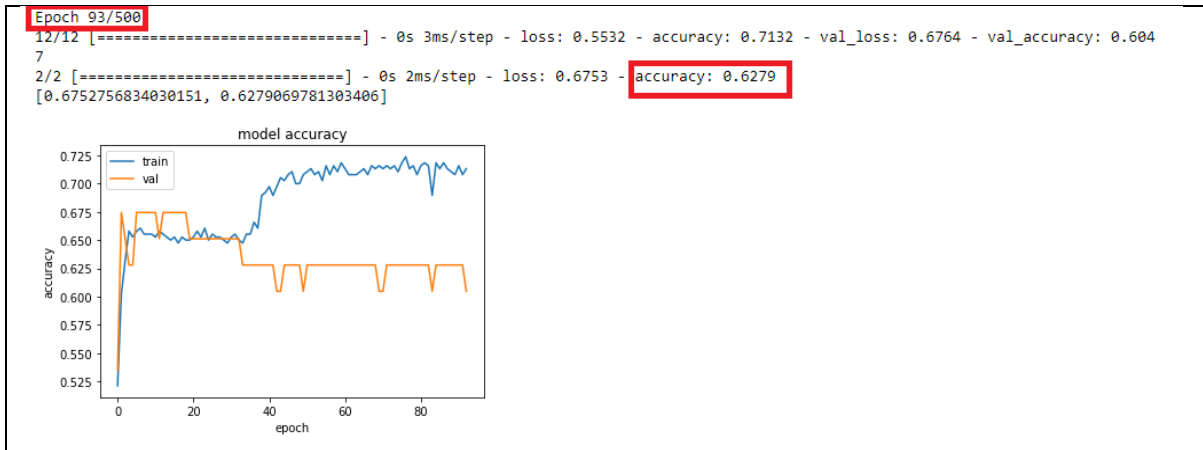 Epoch 93/500
12/12 [==============================] - 0s 3ms/step - loss: 0.5532 - accuracy: 0.7132 - val_loss: 0.6764 - val_accuracy: 0.604
7
2/2 [==============================] - 0s 2ms/step - loss: 0.6753 - accuracy: 0.6279
[0.6752756834030151, 0.6279069781303406]
model accuracy
train
val
accuracy
0.725
0.700
0.675
0.650
0.625
0.600
0.575
0.550
0.525
0 20 40 60 80
epoch